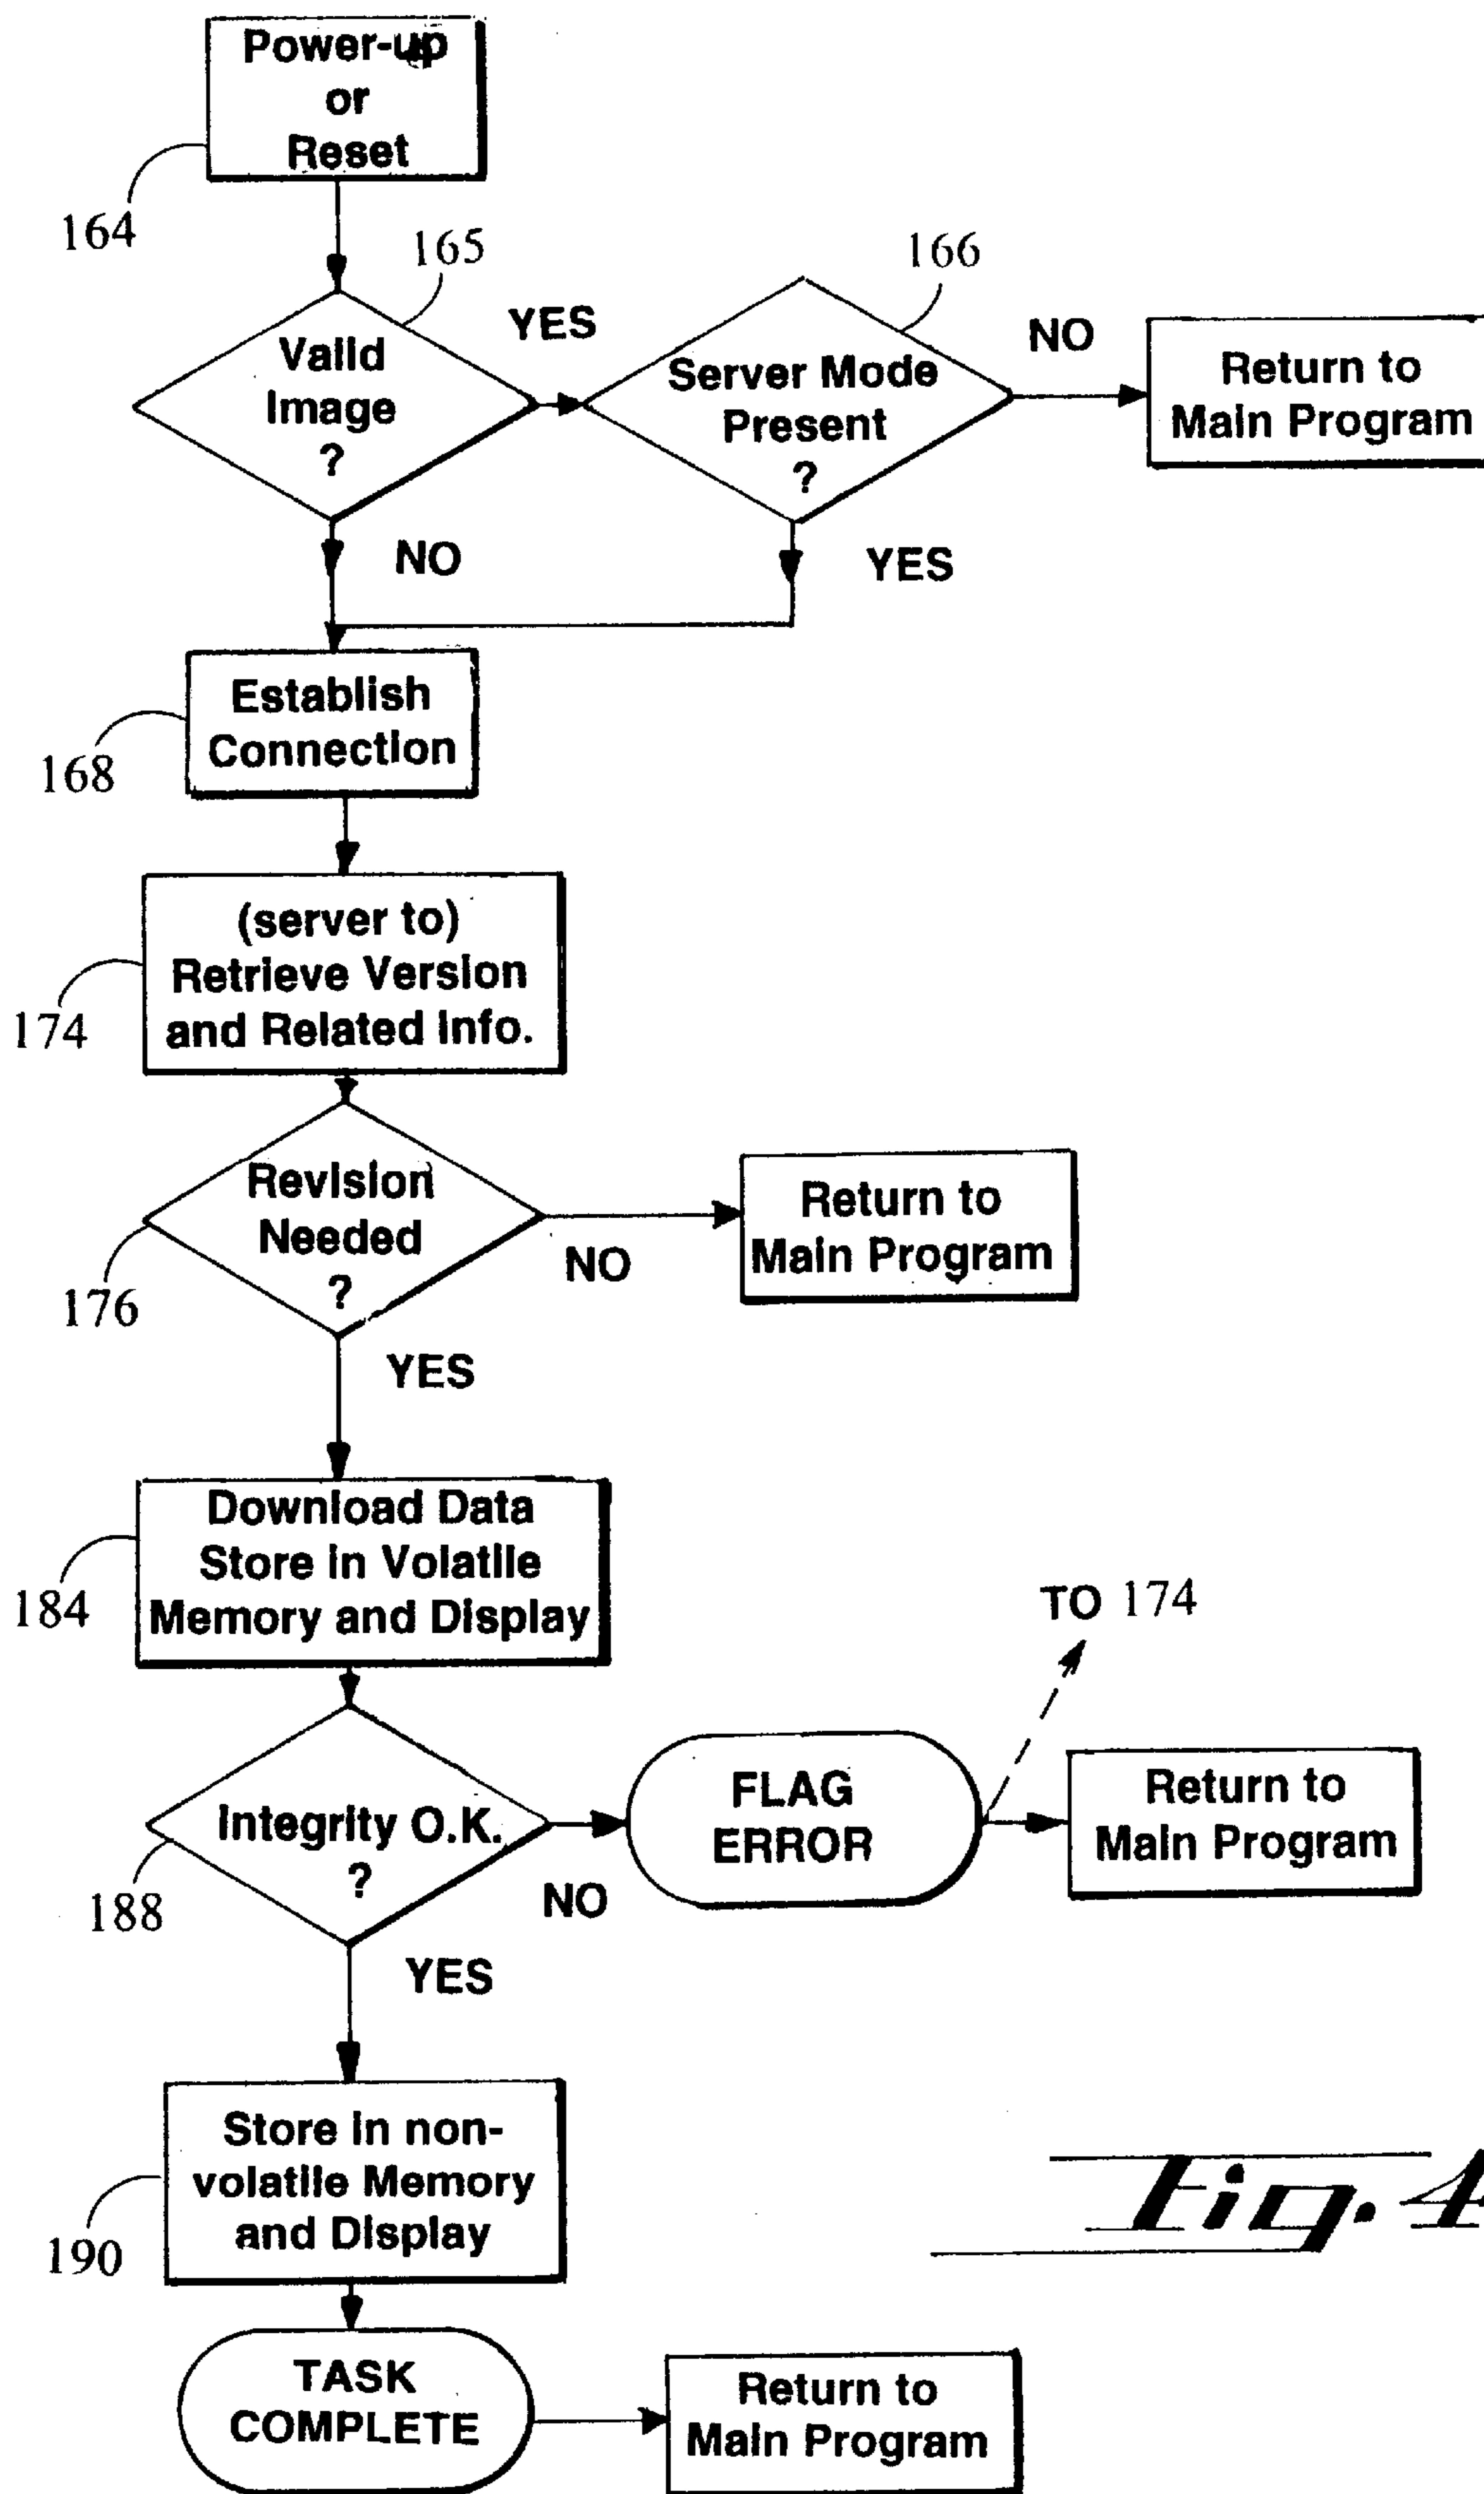 Power-up
or
Reset
164
165
YES
166
NO
Valid
Image
?
Server Mode
Present
?
Return to
Main Program
NO
YES
Establish
Connection
168
(server to)
Retrieve Version
and Related Info.
174
Revision
Needed
?
176
NO
Return to
Main Program
YES
Download Data
Store in Volatile
Memory and Display
184
TO 174
Integrity O.K.
?
188
NO
FLAG
ERROR
Return to
Main Program
YES
Store in non-
volatile Memory
and Display
190
Fig. 4
TASK
COMPLETE
Return to
Main Program